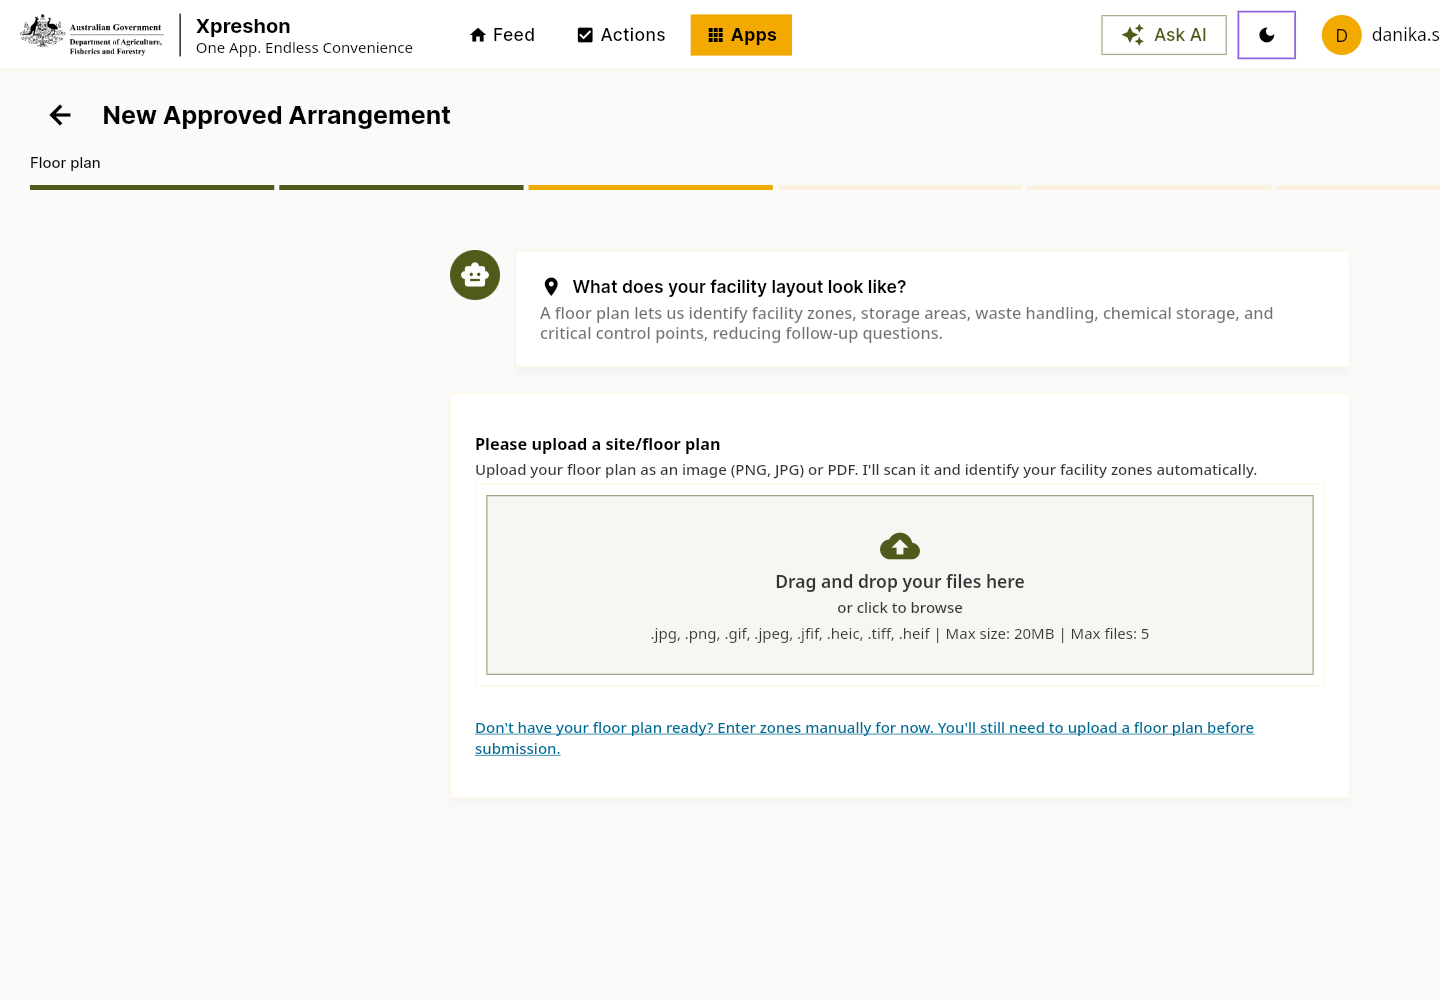 Australian Government
Department of Agriculture,
Fisheries and Forestry
Xpreshon
One App. Endless Convenience
Feed
Actions
Apps
Ask AI
D
danika.s
New Approved Arrangement
Floor plan
What does your facility layout look like?
A floor plan lets us identify facility zones, storage areas, waste handling, chemical storage, and
critical control points, reducing follow-up questions.
Please upload a site/floor plan
Upload your floor plan as an image (PNG, JPG) or PDF. I'll scan it and identify your facility zones automatically.
Drag and drop your files here
or click to browse
.jpg, .png, .gif, .jpeg, .jfif, .heic, .tiff, .heif | Max size: 20MB | Max files: 5
Don't have your floor plan ready? Enter zones manually for now. You'll still need to upload a floor plan before
submission.